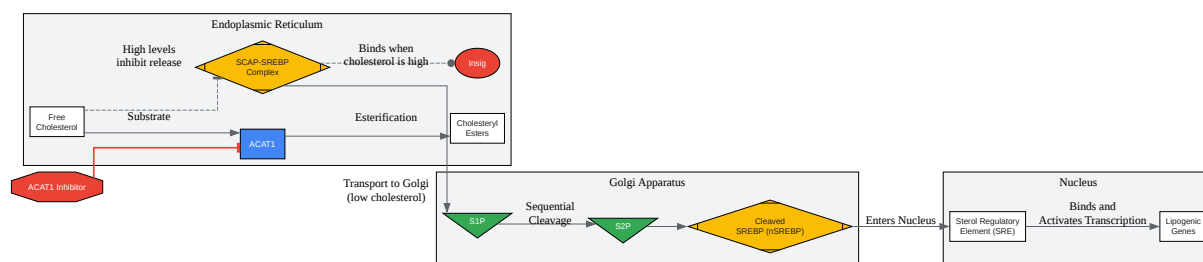 Endoplasmic Reticulum
High levels
inhibit release
SCAP-SREBP
Complex
Binds when
cholesterol is high
Insig
Free
Cholesterol
Substrate
ACAT1
Esterification
Cholesteryl
Esters
ACAT1 Inhibitor
Transport to Golgi
(low cholesterol)
Golgi Apparatus
S1P
Sequential
Cleavage
S2P
Cleaved
SREBP (nSREBP)
Enters Nucleus
Nucleus
Sterol Regulatory
Element (SRE)
Binds and
Activates Transcription
Lipogenic
Genes